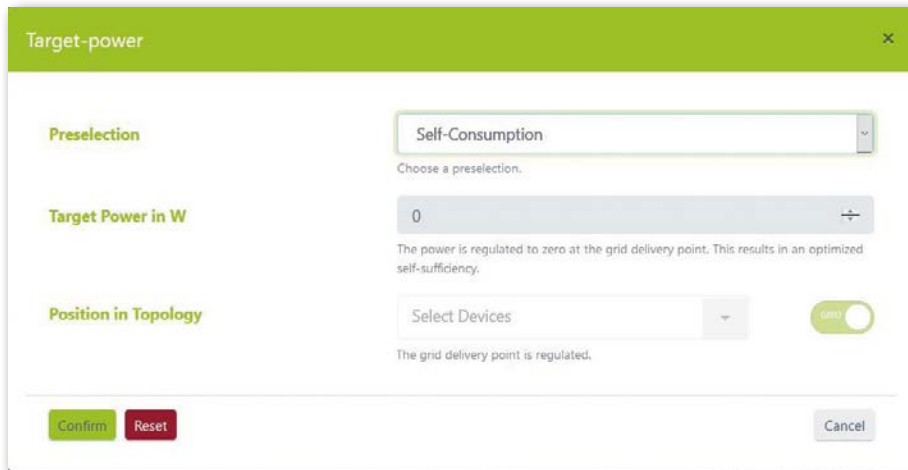 Target-power ×
Preselection
Self-Consumption
Choose a preselection.
Target Power in W
0
The power is regulated to zero at the grid delivery point. This results in an optimized
self-sufficiency.
Position in Topology
Select Devices
GRID
The grid delivery point is regulated.
Confirm
Reset
Cancel